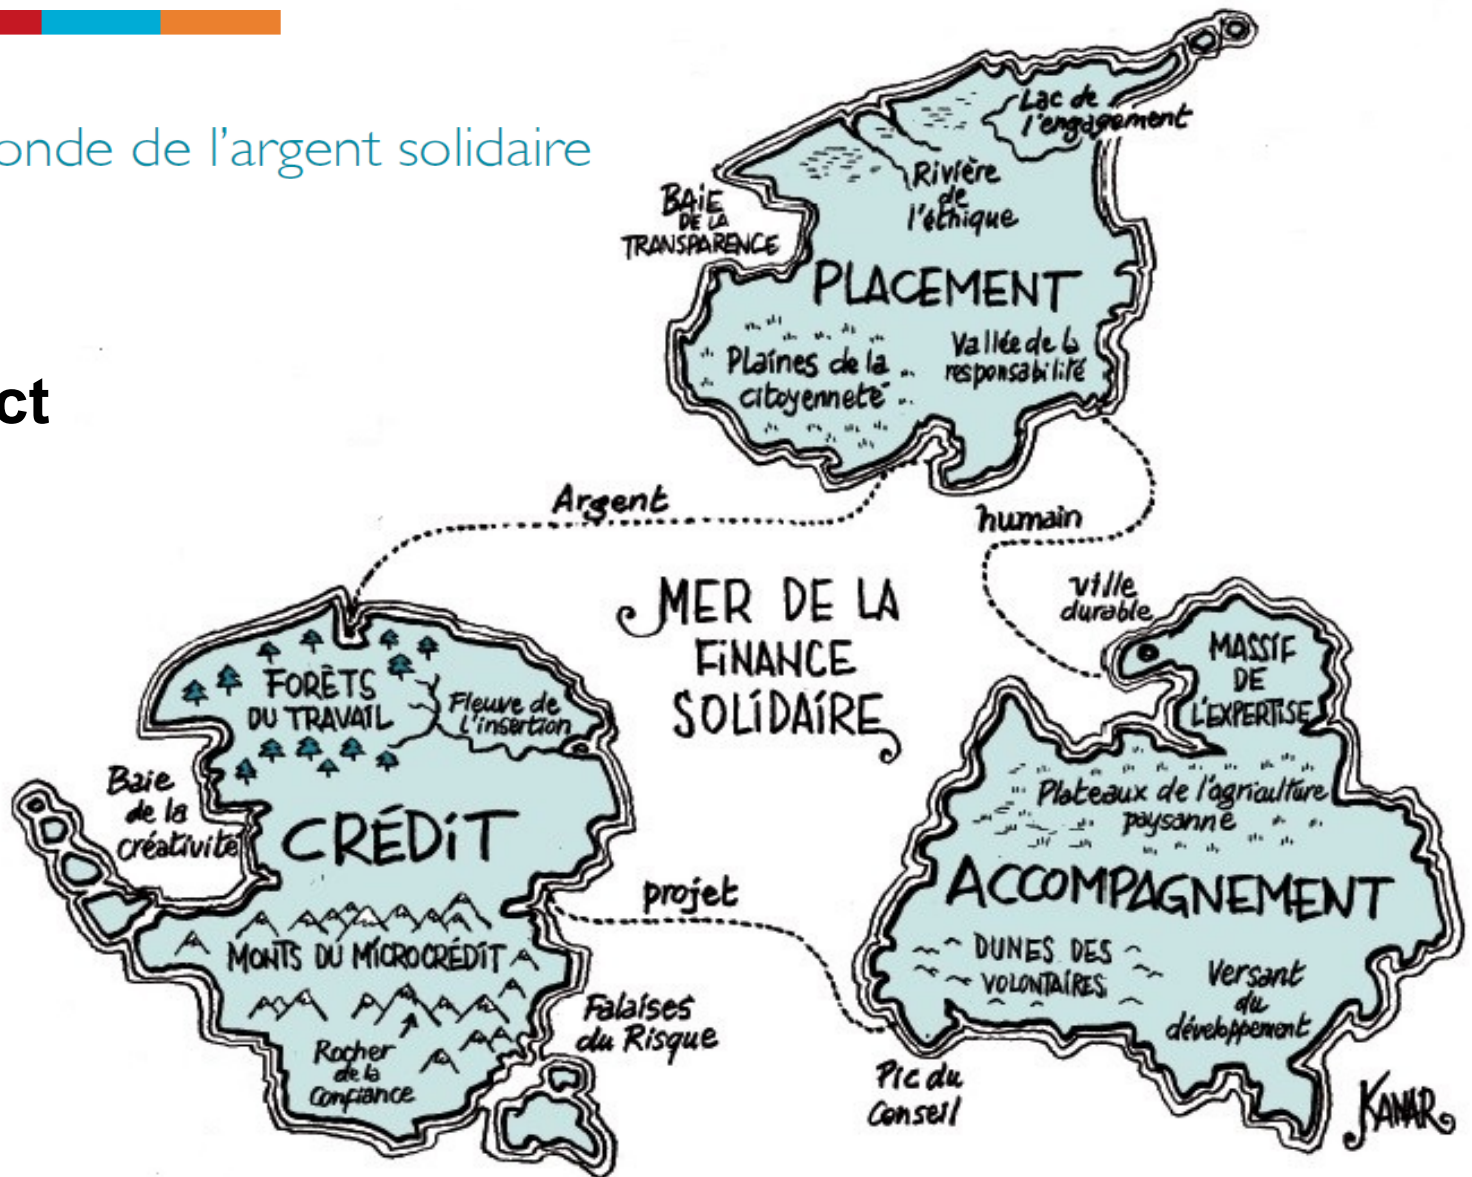 onde de l'argent solidaire
ct
Lac de
l'engagement
Rivière
de
l'éthique
BAiE
DE LA
TRANSPARENCE
PLACEMENT
Plaines de la
citoyenneté
Vallée de la
responsabilité
Argent
humain
MER DE LA
FiNANCE
SOLiDAiRE
ville
durable
MASSiF
DE
L'EXPERTiSE
FORÊTS
DU TRAVAiL
Fleuve de
L'insertion
Baie
de la
créativité
CRÉDiT
Plateaux de l'agriculture
paysanne
ACCOMPAGNEMENT
projet
MONTS DU MiCROCRÉDiT
DUNES DES
VOLONTAiRES
Versant
du
développement
Falaises
du Risque
Rocher
de la
Confiance
Pic du
Conseil
KANAR